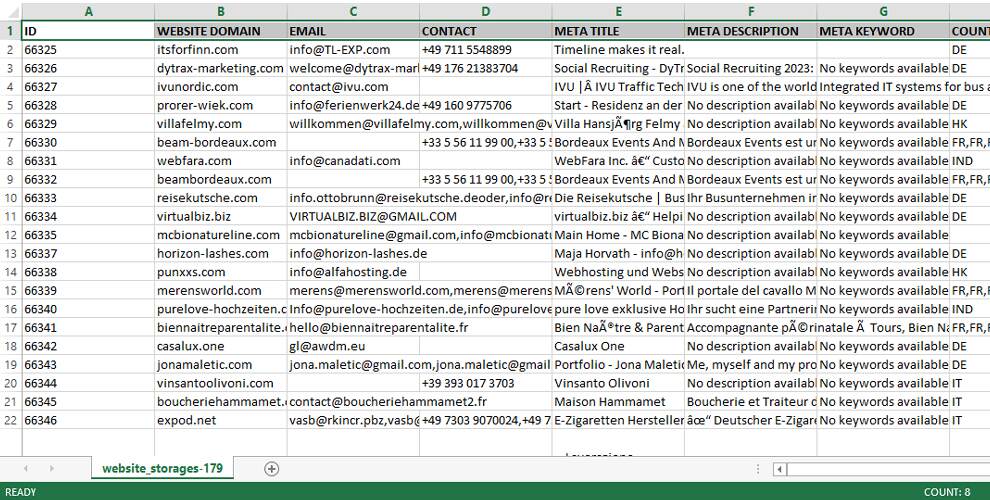 A B C D E F G
1 ID WEBSITE DOMAIN EMAIL CONTACT META TITLE META DESCRIPTION META KEYWORD COUNT
2 66325 itsforfinn.com info@TL-EXP.com +49 711 5548899 Timeline makes it real. DE
3 66326 dytrax-marketing.com welcome@dytrax-mark +49 176 21383704 Social Recruiting - DyTr Social Recruiting 2023: No keywords available DE
4 66327 ivunordic.com contact@ivu.com IVU |Â IVU Traffic Tech IVU is one of the world Integrated IT systems for bus a
5 66328 prorer-wiek.com info@ferienwerk24.de +49 160 9775706 Start - Residenz an der No description availabl No keywords available DE
6 66329 villafelmy.com willkommen@villafelmy.com,willkommen@v Villa HansjÃ¶rg Felmy No description availabl No keywords available HK
7 66330 beam-bordeaux.com +33 5 56 11 99 00,+33 5 5 Bordeaux Events And M Bordeaux Events est un No keywords available FR,FR,F
8 66331 webfara.com info@canadati.com WebFara Inc. â€“ Custo No description availabl No keywords available IND
9 66332 beambordeaux.com +33 5 56 11 99 00,+33 5 5 Bordeaux Events And M Bordeaux Events est un No keywords available FR,FR,F
10 66333 reisekutsche.com info.ottobrunn@reisekutsche.deoder,info@re Die Reisekutsche | Bus Ihr Busunternehmen in No keywords available DE
11 66334 virtualbiz.biz VIRTUALBIZ.BIZ@GMAIL.COM virtualbiz.biz â€“ Helpi No description availabl No keywords available DE
12 66335 mcbionatureline.com mcbionatureline@gmail.com,info@mcbionatu Main Home - MC Biona No description availabl No keywords available
13 66337 horizon-lashes.com info@horizon-lashes.de Maja Horvath - info@h No description availabl No keywords available DE
14 66338 punxxs.com info@alfahosting.de Webhosting und Webs No description availabl No keywords available HK
15 66339 merensworld.com merens@merensworld.com,merens@merens MÃ©rens' World - Port Il portale del cavallo M No keywords available FR,FR,F
16 66340 purelove-hochzeiten.c Info@purelove-hochzeiten.de,info@purelove pure love exclusive Ho Ihr sucht eine Partnerin No keywords available IND
17 66341 biennaitreparentalite. hello@biennaitreparentalite.fr Bien NaÃ®tre & Parent Accompagnante pÃ©rinatale Ã  Tours, Bien Na FR,FR,F
18 66342 casalux.one gl@awdm.eu Casalux One No description availabl No keywords available DE
19 66343 jonamaletic.com jona.maletic@gmail.com,jona.maletic@gmail Portfolio - Jona Maletic Me, myself and my pro No keywords available DE
20 66344 vinsantoolivoni.com +39 393 017 3703 Vinsanto Olivoni No description availabl No keywords available IT
21 66345 boucheriehammamet. contact@boucheriehammamet2.fr Maison Hammamet Boucherie et Traiteur d No keywords available IT
22 66346 expod.net vasb@rkincr.pbz,vasb@ +49 7303 9070024,+49 7 E-Zigaretten Hersteller âœ“ Deutscher E-Zigare No keywords available IT
website_storages-179
READY COUNT: 8